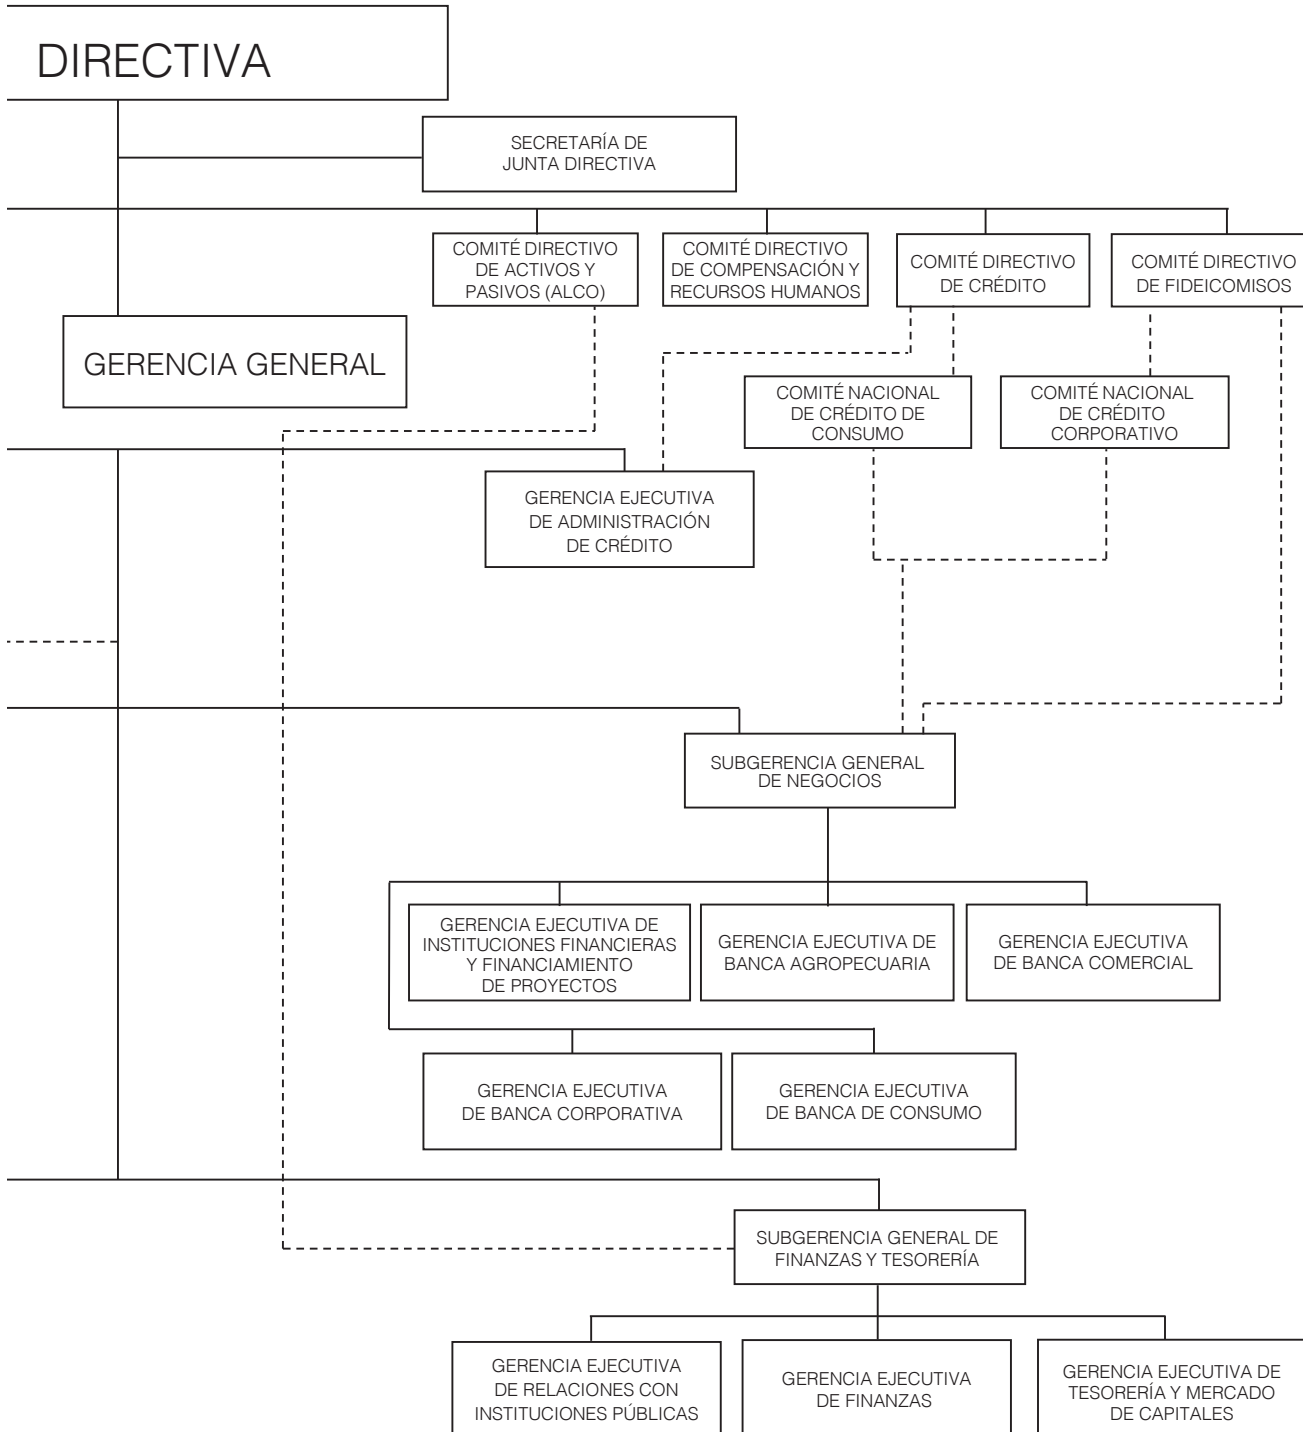 DIRECTIVA
SECRETARÍA DE
JUNTA DIRECTIVA
COMITÉ DIRECTIVO
DE ACTIVOS Y
PASIVOS (ALCO)
COMITÉ DIRECTIVO
DE COMPENSACIÓN Y
RECURSOS HUMANOS
COMITÉ DIRECTIVO
DE CRÉDITO
COMITÉ DIRECTIVO
DE FIDEICOMISOS
GERENCIA GENERAL
COMITÉ NACIONAL
DE CRÉDITO DE
CONSUMO
COMITÉ NACIONAL
DE CRÉDITO
CORPORATIVO
GERENCIA EJECUTIVA
DE ADMINISTRACIÓN
DE CRÉDITO
SUBGERENCIA GENERAL
DE NEGOCIOS
GERENCIA EJECUTIVA DE
INSTITUCIONES FINANCIERAS
Y FINANCIAMIENTO
DE PROYECTOS
GERENCIA EJECUTIVA DE
BANCA AGROPECUARIA
GERENCIA EJECUTIVA
DE BANCA COMERCIAL
GERENCIA EJECUTIVA
DE BANCA CORPORATIVA
GERENCIA EJECUTIVA
DE BANCA DE CONSUMO
SUBGERENCIA GENERAL DE
FINANZAS Y TESORERÍA
GERENCIA EJECUTIVA
DE RELACIONES CON
INSTITUCIONES PÚBLICAS
GERENCIA EJECUTIVA
DE FINANZAS
GERENCIA EJECUTIVA DE
TESORERÍA Y MERCADO
DE CAPITALES